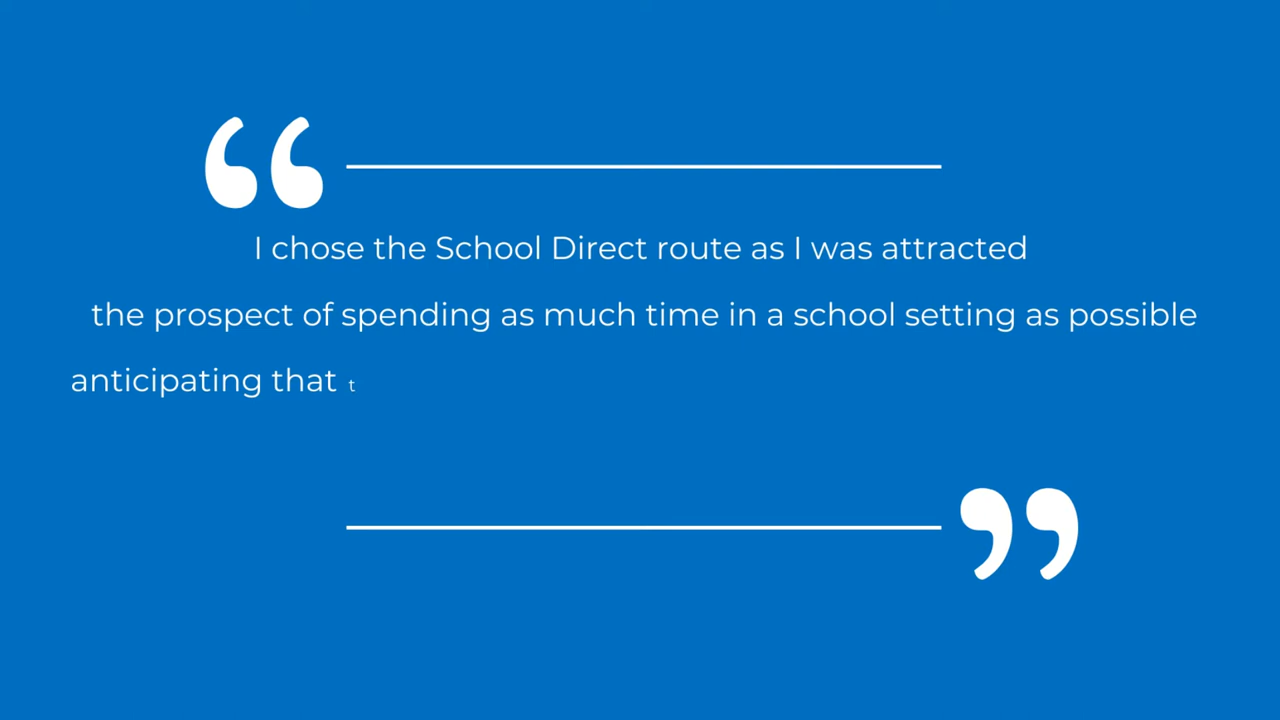 I chose the School Direct route as I was attracted
the prospect of spending as much time in a school setting as possible
anticipating that t